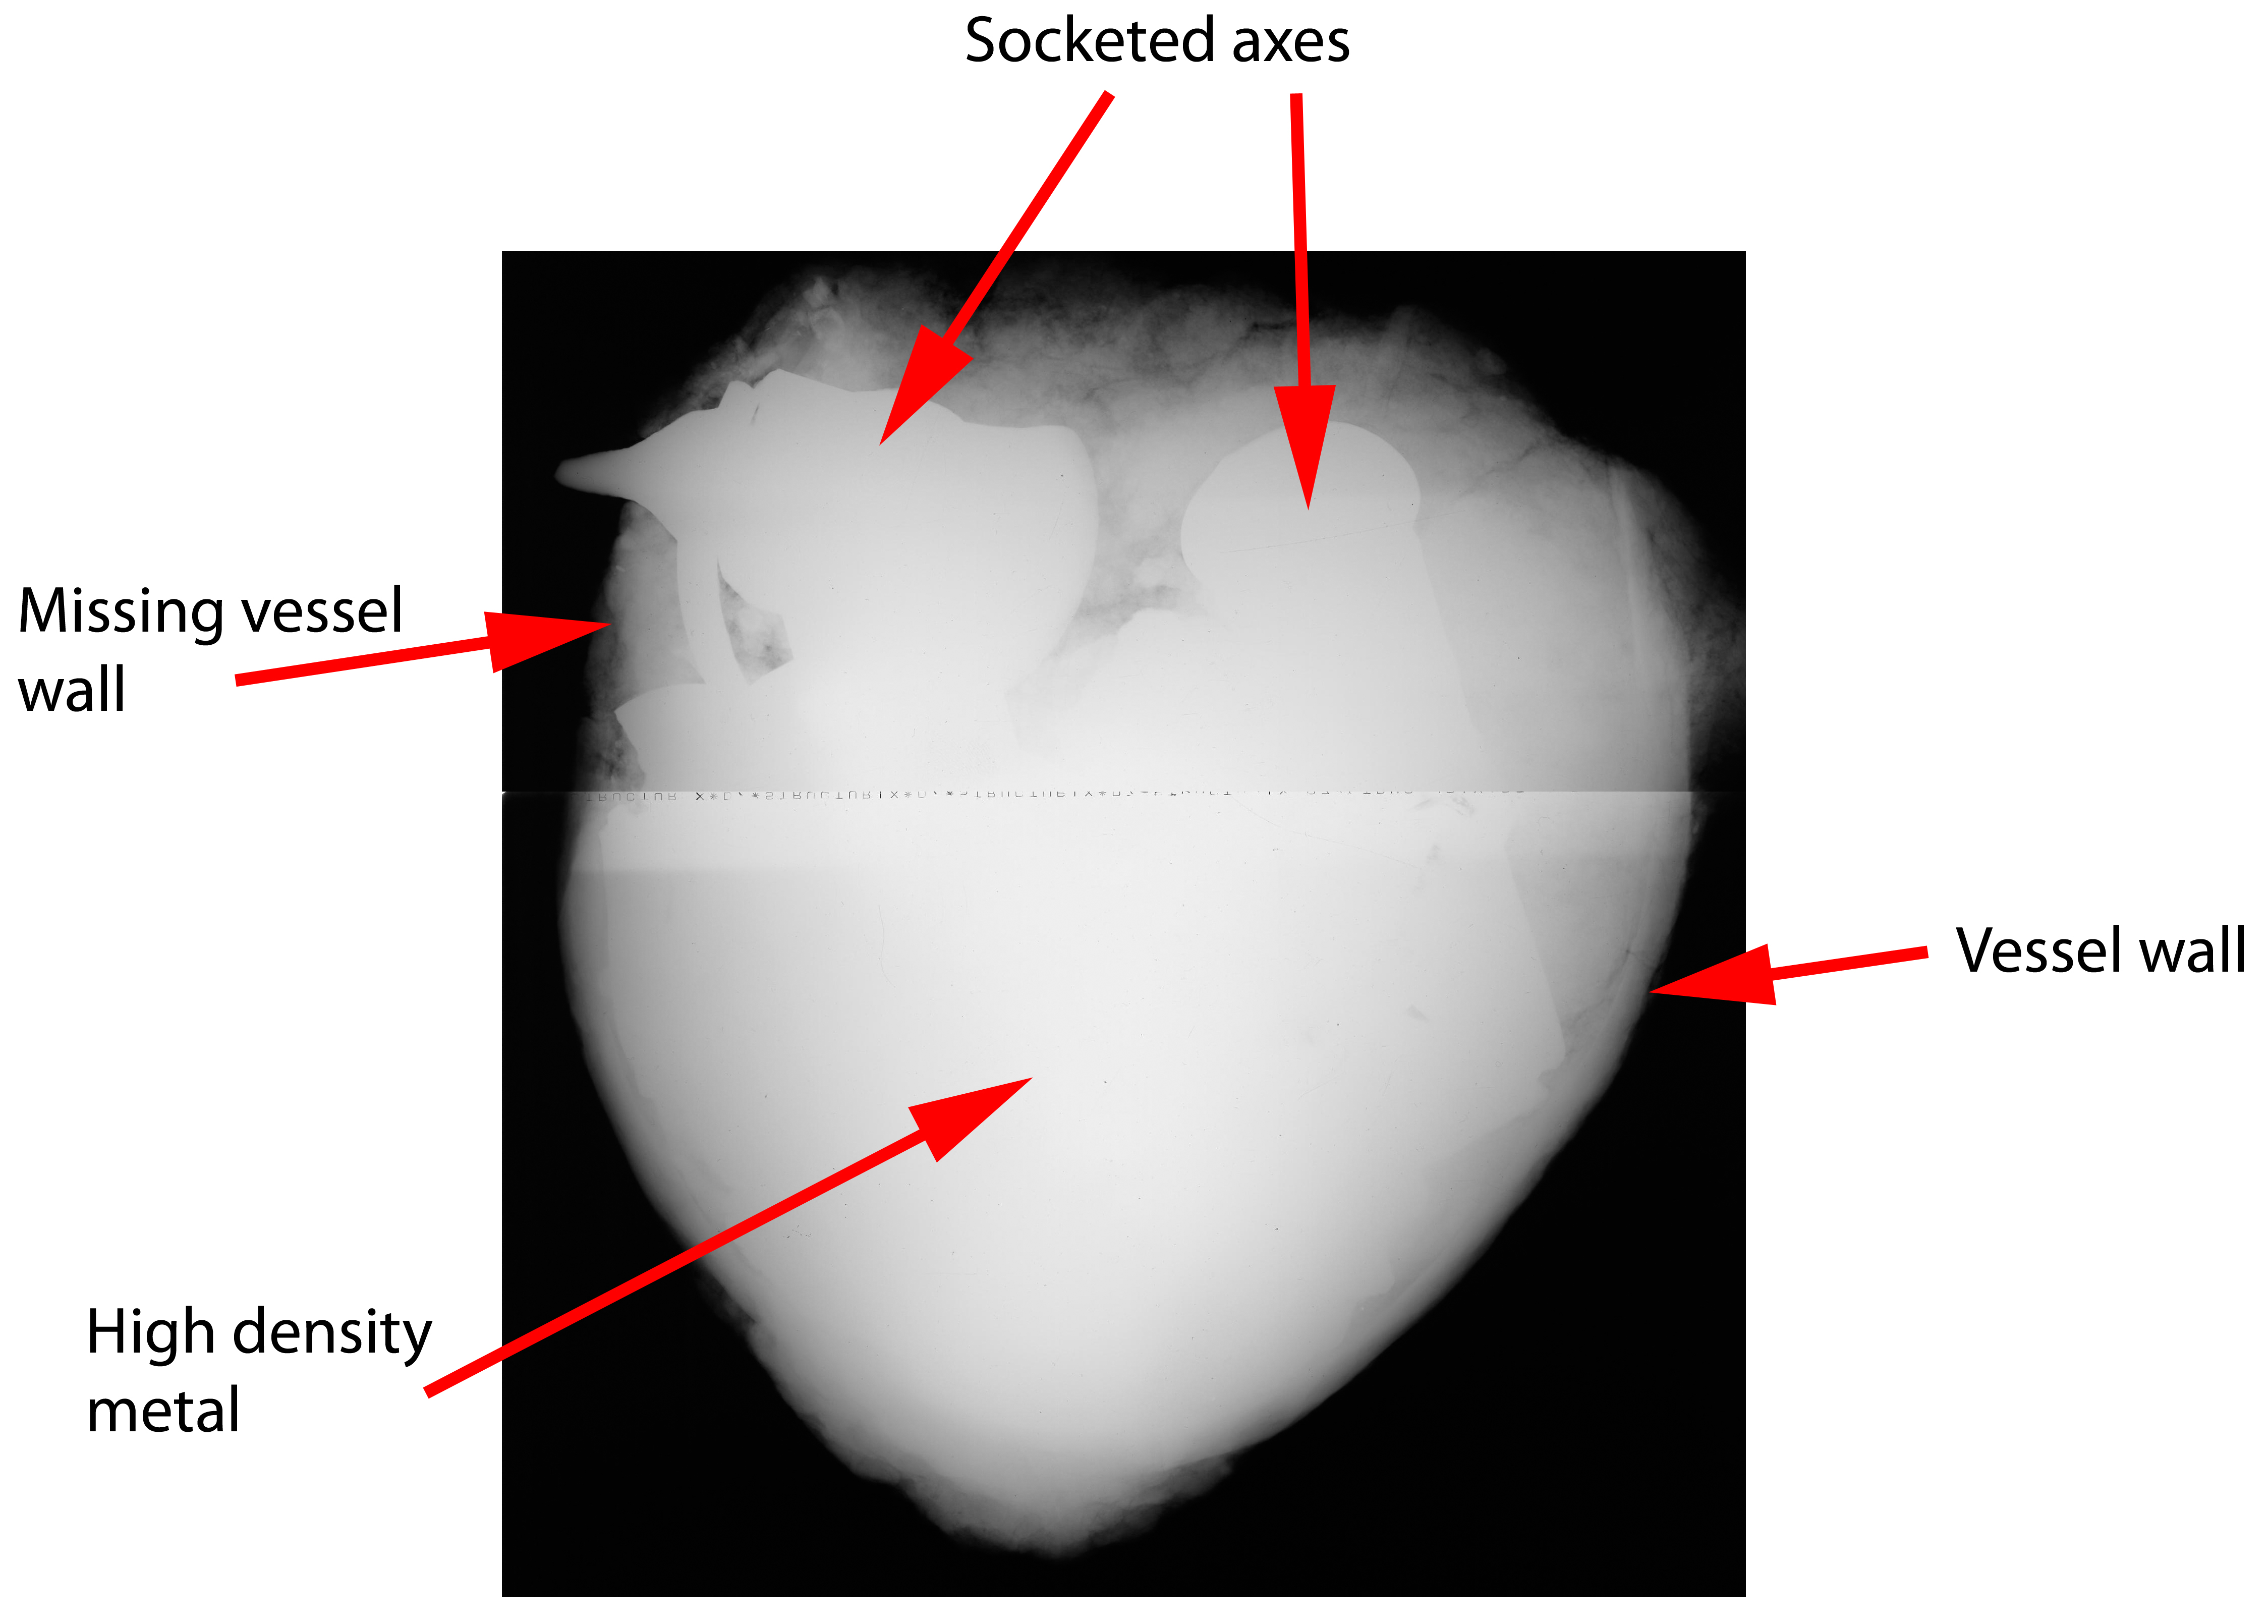 Socketed axes
Missing vessel
wall
Vessel wall
High density
metal